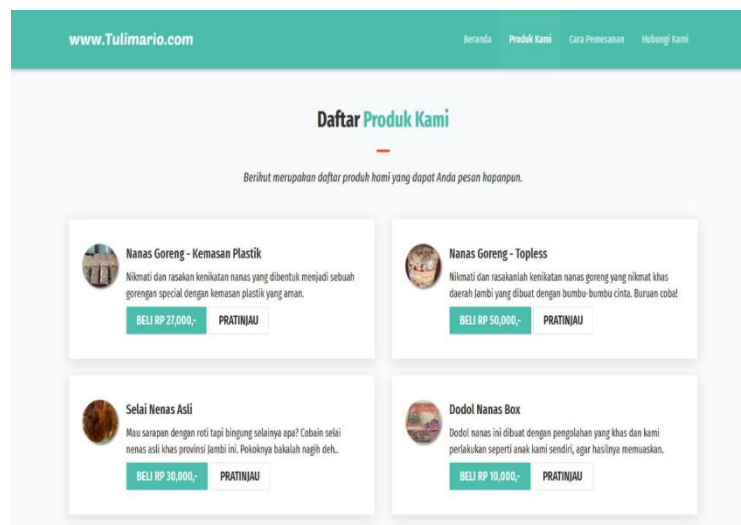 www.Tulimario.com
Beranda Produk Kami Cara Pemesanan Hubungi Kami
Daftar Produk Kami
Berikut merupakan daftar produk kami yang dapat Anda pesan kapanpun.
Nanas Goreng - Kemasan Plastik
Nikmati dan rasakan kenikatan nanas yang dibentuk menjadi sebuah
gorengan special dengan kemasan plastik yang aman.
BELI RP 27,000,- PRATINJAU
Nanas Goreng - Topless
Nikmati dan rasakanlah kenikatan nanas goreng yang nikmat khas
daerah Jambi yang dibuat dengan bumbu-bumbu cinta. Buruan coba!
BELI RP 50,000,- PRATINJAU
Selai Nenas Asli
Mau sarapan dengan roti tapi bingung selainya apa? Cobain selai
nenas asli khas provinsi Jambi ini. Pokoknya bakalah nagih deh..
BELI RP 30,000,- PRATINJAU
Dodol Nanas Box
Dodol nanas ini dibuat dengan pengolahan yang khas dan kami
perlakukan seperti anak kami sendiri, agar hasilnya memuaskan.
BELI RP 10,000,- PRATINJAU